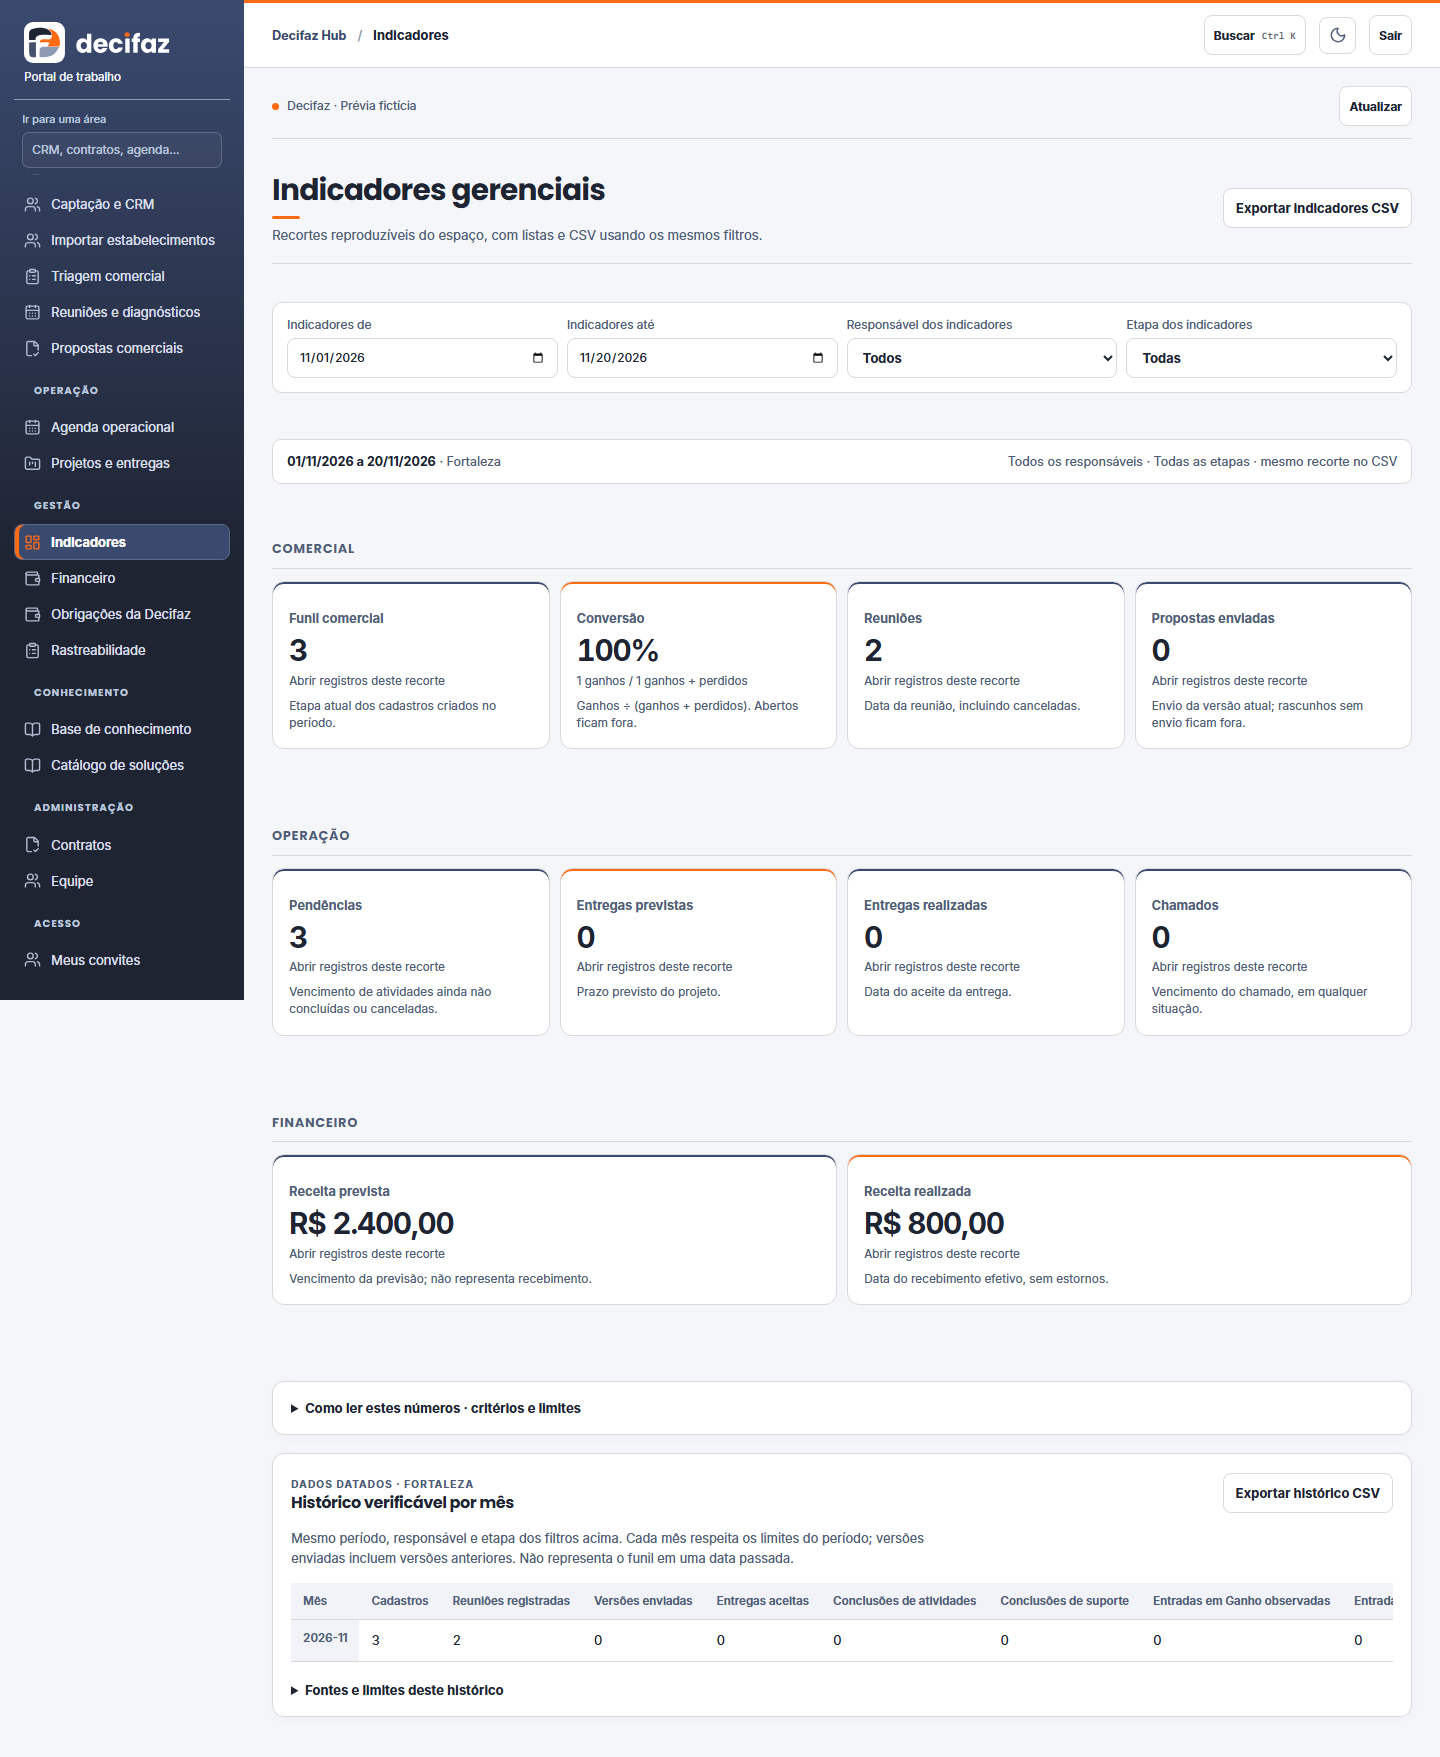 decifaz
Portal de trabalho
Ir para uma área
CRM, contratos, agenda...
Captação e CRM
Importar estabelecimentos
Triagem comercial
Reuniões e diagnósticos
Propostas comerciais
OPERAÇÃO
Agenda operacional
Projetos e entregas
GESTÃO
Indicadores
Financeiro
Obrigações da Decifaz
Rastreabilidade
CONHECIMENTO
Base de conhecimento
Catálogo de soluções
ADMINISTRAÇÃO
Contratos
Equipe
ACESSO
Meus convites
Decifaz Hub / Indicadores
Buscar Ctrl K
Sair
Decifaz · Prévia fictícia
Atualizar
Indicadores gerenciais
Exportar indicadores CSV
Recortes reproduzíveis do espaço, com listas e CSV usando os mesmos filtros.
Indicadores de
11/01/2026
Indicadores até
11/20/2026
Responsável dos indicadores
Todos
Etapa dos indicadores
Todas
01/11/2026 a 20/11/2026 · Fortaleza
Todos os responsáveis · Todas as etapas · mesmo recorte no CSV
COMERCIAL
Funil comercial
3
Abrir registros deste recorte
Etapa atual dos cadastros criados no
período.
Conversão
100%
1 ganhos / 1 ganhos + perdidos
Ganhos ÷ (ganhos + perdidos). Abertos
ficam fora.
Reuniões
2
Abrir registros deste recorte
Data da reunião, incluindo canceladas.
Propostas enviadas
0
Abrir registros deste recorte
Envio da versão atual; rascunhos sem
envio ficam fora.
OPERAÇÃO
Pendências
3
Abrir registros deste recorte
Vencimento de atividades ainda não
concluídas ou canceladas.
Entregas previstas
0
Abrir registros deste recorte
Prazo previsto do projeto.
Entregas realizadas
0
Abrir registros deste recorte
Data do aceite da entrega.
Chamados
0
Abrir registros deste recorte
Vencimento do chamado, em qualquer
situação.
FINANCEIRO
Receita prevista
R$ 2.400,00
Abrir registros deste recorte
Vencimento da previsão; não representa recebimento.
Receita realizada
R$ 800,00
Abrir registros deste recorte
Data do recebimento efetivo, sem estornos.
Como ler estes números · critérios e limites
DADOS DATADOS · FORTALEZA
Histórico verificável por mês
Exportar histórico CSV
Mesmo período, responsável e etapa dos filtros acima. Cada mês respeita os limites do período; versões
enviadas incluem versões anteriores. Não representa o funil em uma data passada.
Mês Cadastros Reuniões registradas Versões enviadas Entregas aceitas Conclusões de atividades Conclusões de suporte Entradas em Ganho observadas
2026-11 3 2 0 0 0 0 0 0
Fontes e limites deste histórico